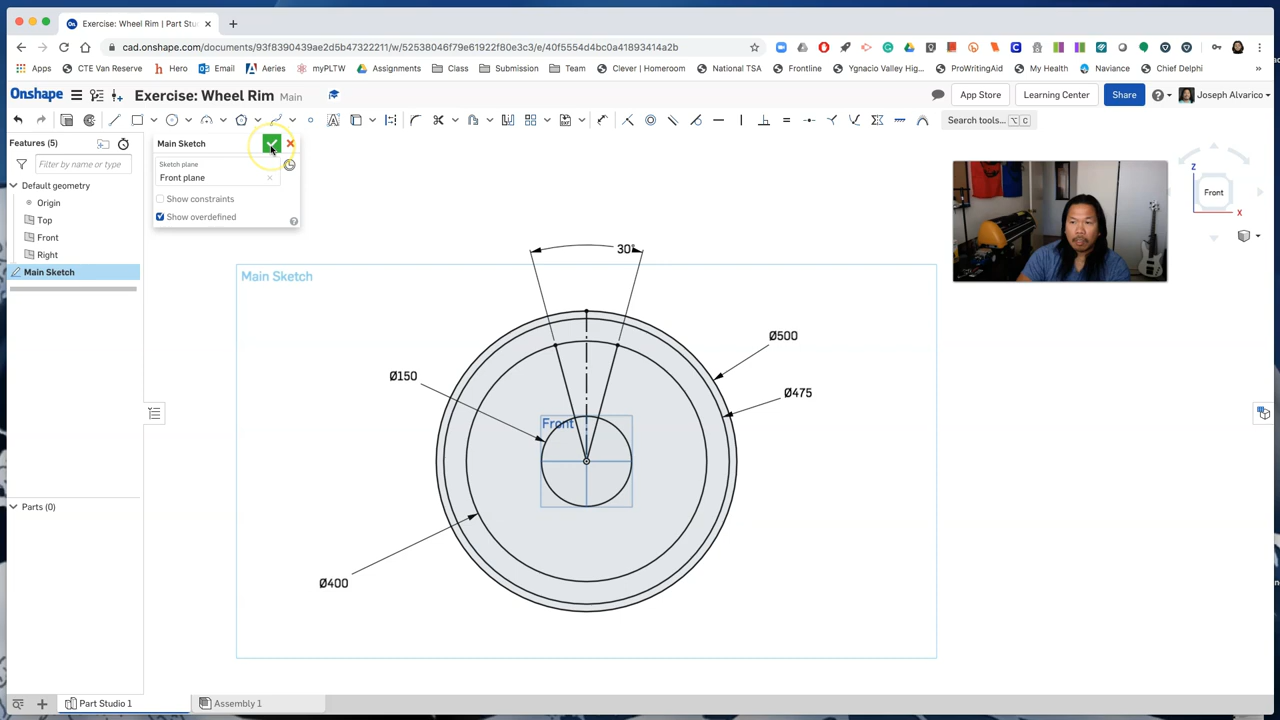 Exercise: Wheel Rim | Part Stu
cad.onshape.com/documents/93f8390439ae2d5b47322211/w/52538046f79e61922f80e3c3/e/40f5554d4bc0a41893414a2b
Apps CTE Van Reserve Hero Email Aeries myPLTW Assignments Class Submission Team Clever | Homeroom National TSA Frontline Ygnacio Valley Hig... ProWritingAid My Health Naviance Chief Delphi »
Onshape Exercise: Wheel Rim Main App Store Learning Center Share Joseph Alvarico
Search tools... ⌥ C
Features (5)
Filter by name or type
Default geometry
Origin
Top
Front
Right
Main Sketch
Parts (0)
Main Sketch
Sketch plane
Front plane
Show constraints
Show overdefined
Main Sketch
30°
Ø500
Ø150
Ø475
Front
Ø400
Z
Front
X
Part Studio 1 Assembly 1